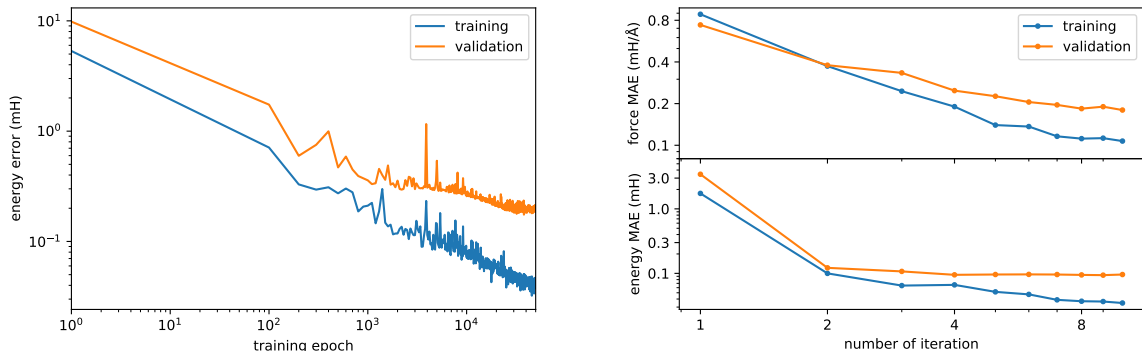 energy error (mH)
10¹
10⁰
10⁻¹
training
validation
10⁰ 10¹ 10² 10³ 10⁴
training epoch
force MAE (mH/Å)
0.8
0.4
0.2
0.1
training
validation
energy MAE (mH)
3.0
1.0
0.3
0.1
1 2 4 8
number of iteration